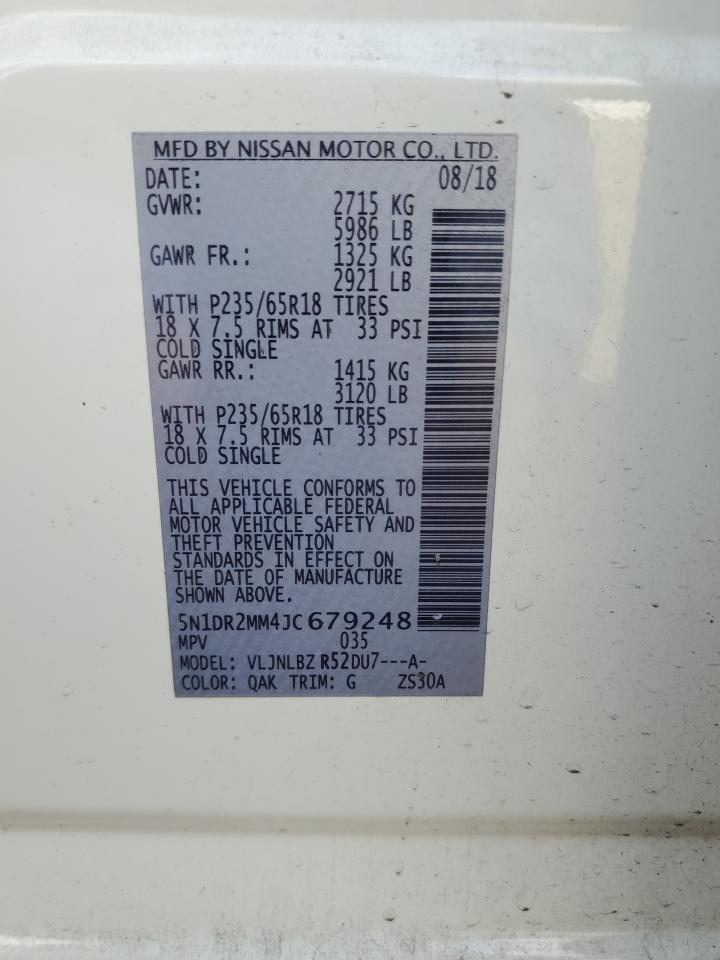 MFD BY NISSAN MOTOR CO., LTD.
DATE: 08/18
GVWR: 2715 KG
5986 LB
GAWR FR.: 1325 KG
2921 LB
WITH P235/65R18 TIRES
18 X 7.5 RIMS AT 33 PSI
COLD SINGLE
GAWR RR.: 1415 KG
3120 LB
WITH P235/65R18 TIRES
18 X 7.5 RIMS AT 33 PSI
COLD SINGLE
THIS VEHICLE CONFORMS TO
ALL APPLICABLE FEDERAL
MOTOR VEHICLE SAFETY AND
THEFT PREVENTION
STANDARDS IN EFFECT ON
THE DATE OF MANUFACTURE
SHOWN ABOVE.
5N1DR2MM4JC679248
MPV 035
MODEL: VLJNLBZ R52DU7---A-
COLOR: QAK TRIM: G ZS30A